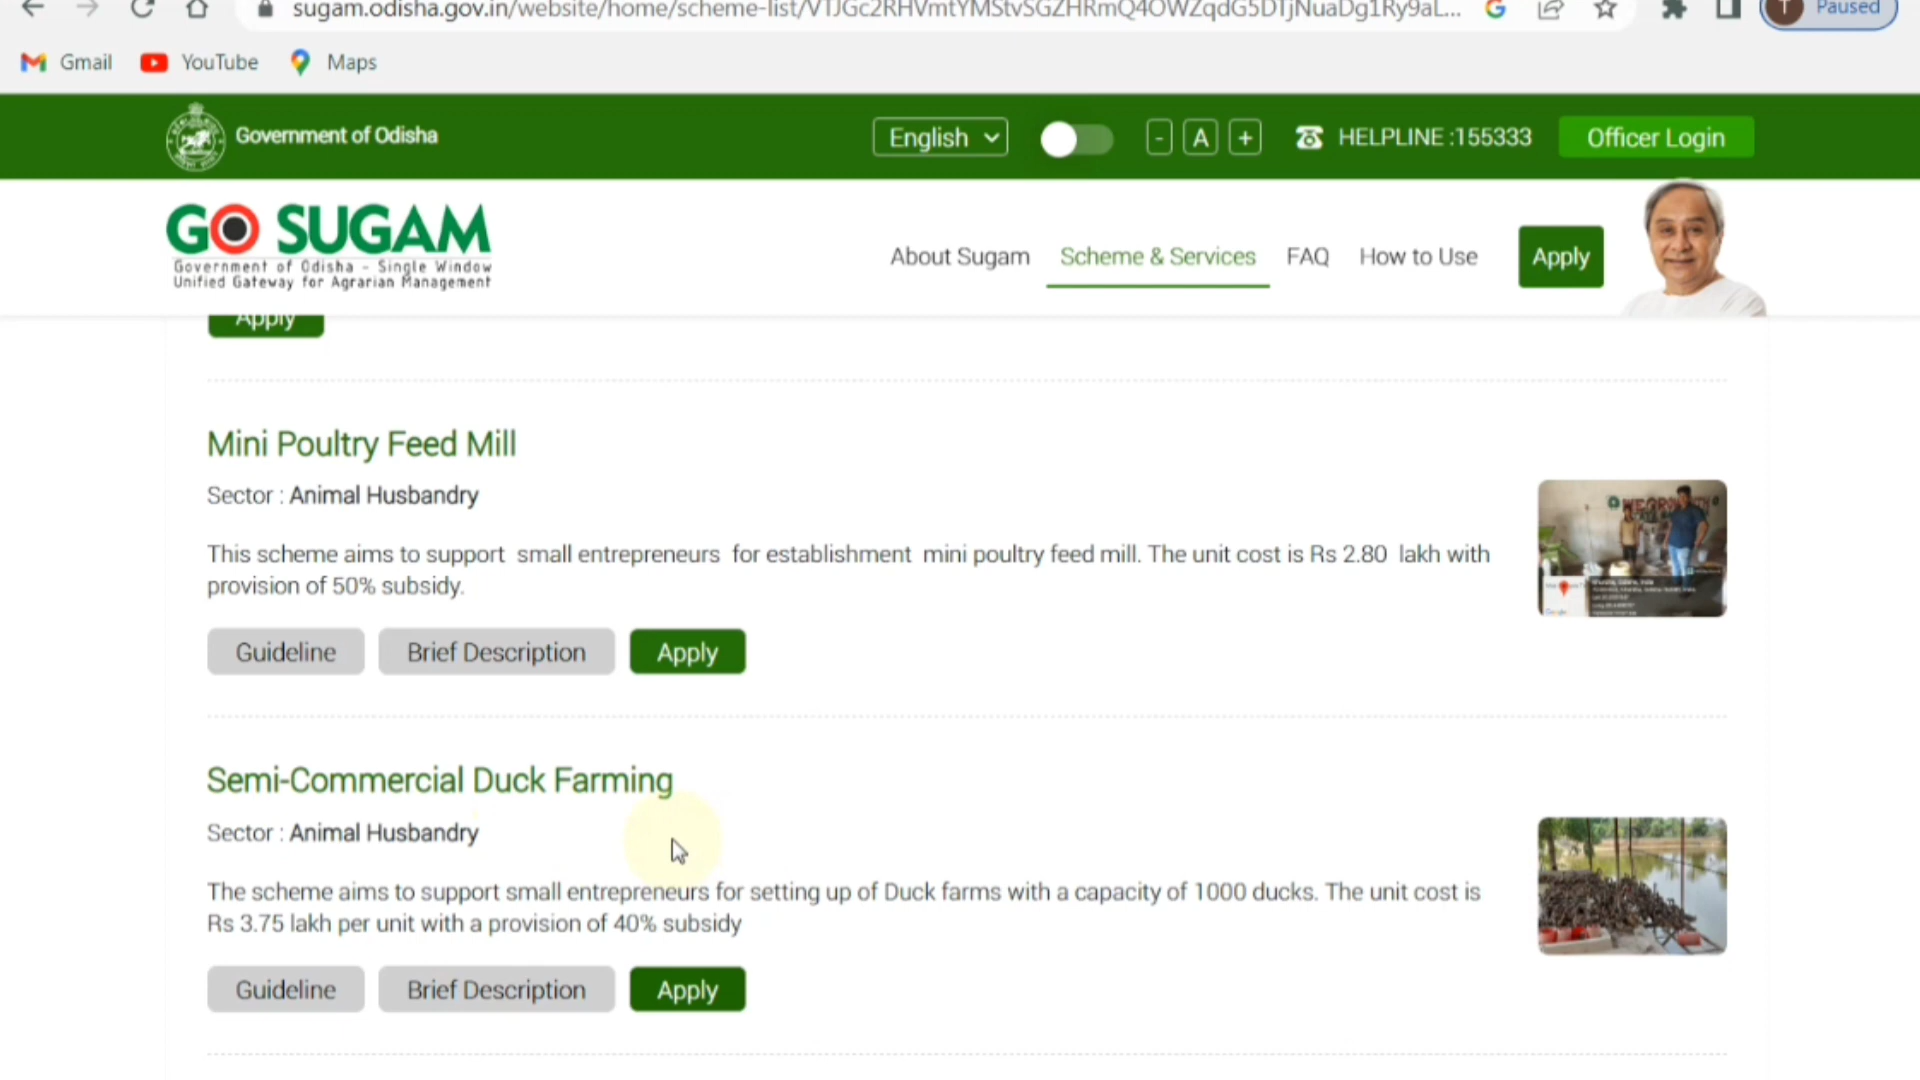 sugam.odisha.gov.in/website/home/scheme-list/
Paused
Gmail YouTube Maps
Government of Odisha
English
- A +
HELPLINE :155333
Officer Login
GO SUGAM
Government of Odisha - Single Window
Unified Gateway for Agrarian Management
About Sugam Scheme & Services FAQ How to Use Apply
Apply
Mini Poultry Feed Mill
Sector : Animal Husbandry
This scheme aims to support small entrepreneurs for establishment mini poultry feed mill. The unit cost is Rs 2.80 lakh with
provision of 50% subsidy.
Guideline Brief Description Apply
Semi-Commercial Duck Farming
Sector : Animal Husbandry
The scheme aims to support small entrepreneurs for setting up of Duck farms with a capacity of 1000 ducks. The unit cost is
Rs 3.75 lakh per unit with a provision of 40% subsidy
Guideline Brief Description Apply